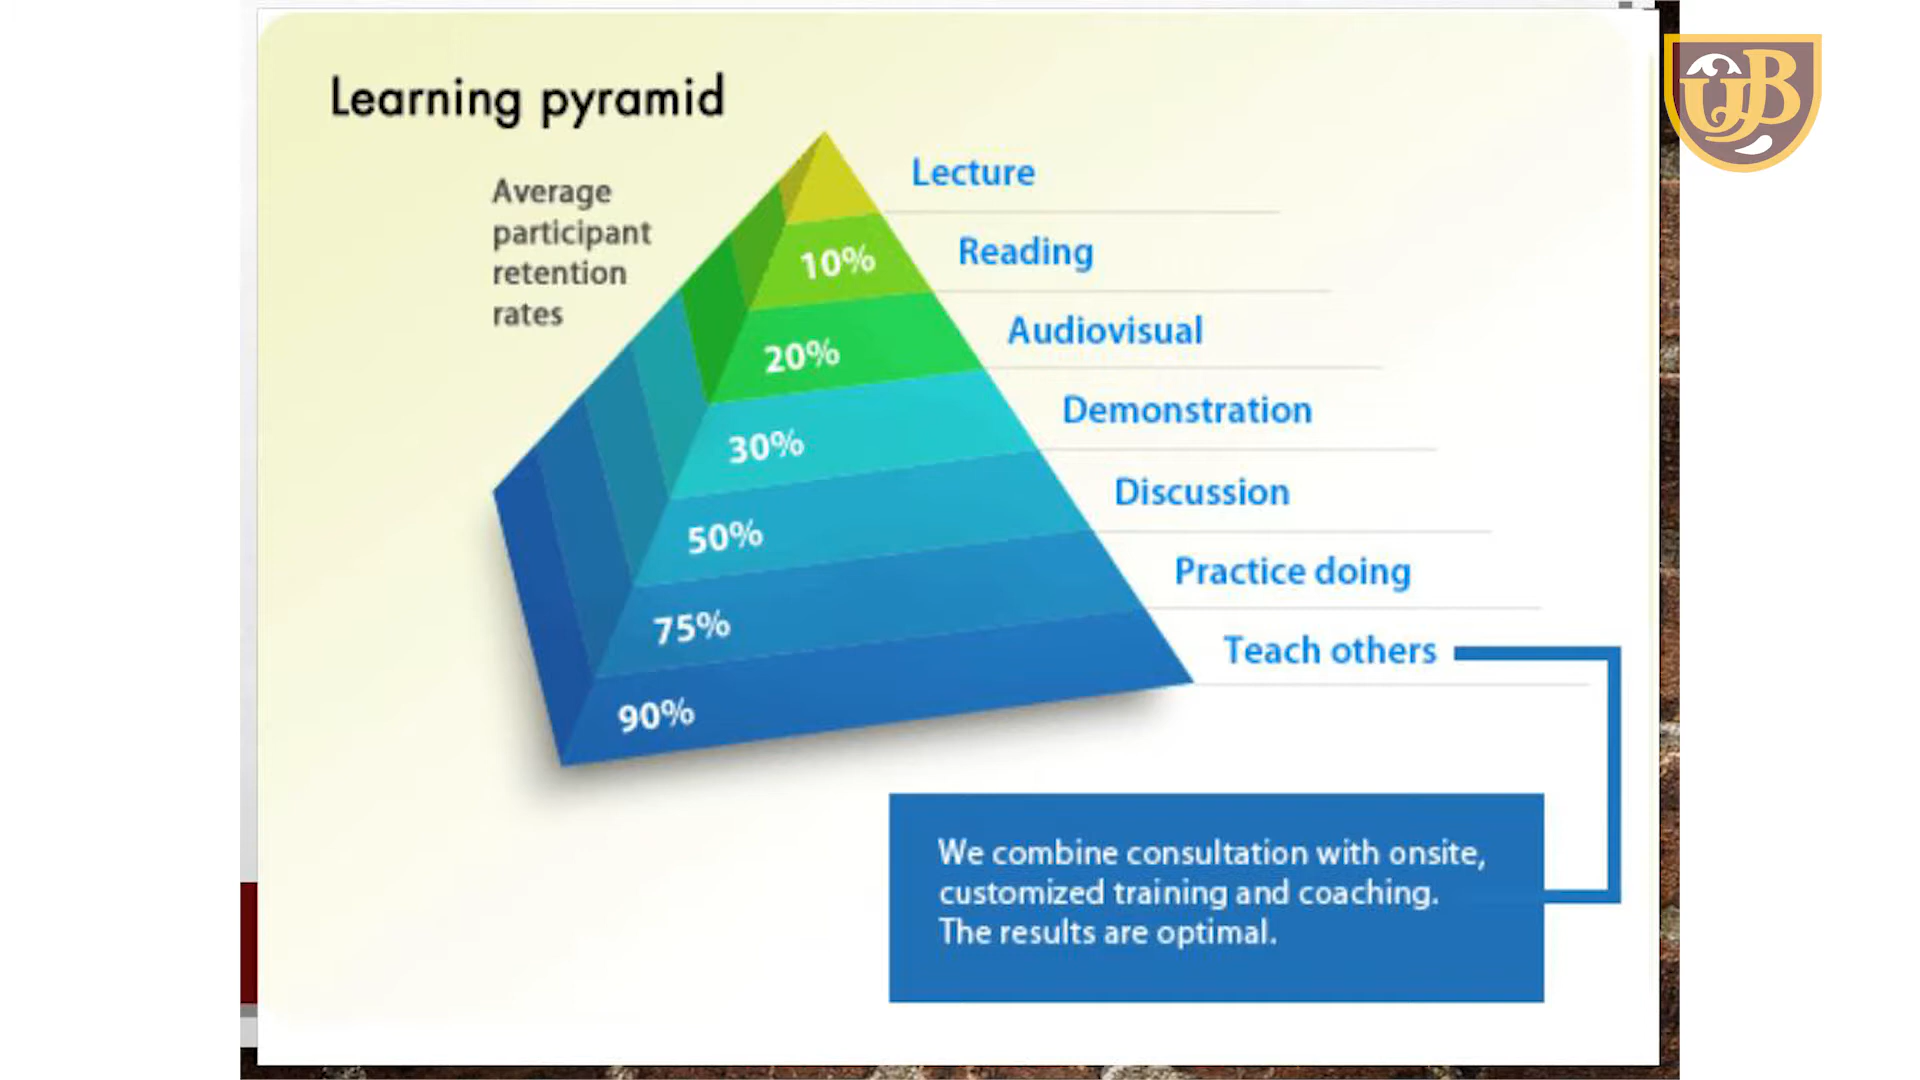 Learning pyramid
Average
participant
retention
rates
Lecture
10%
Reading
20%
Audiovisual
30%
Demonstration
50%
Discussion
75%
Practice doing
90%
Teach others
We combine consultation with onsite,
customized training and coaching.
The results are optimal.
UB